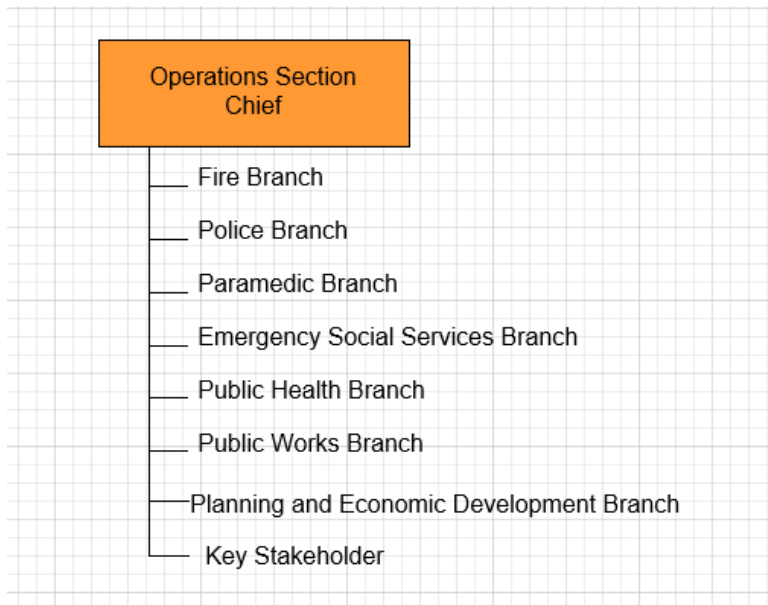 Operations Section
Chief
Fire Branch
Police Branch
Paramedic Branch
Emergency Social Services Branch
Public Health Branch
Public Works Branch
Planning and Economic Development Branch
Key Stakeholder